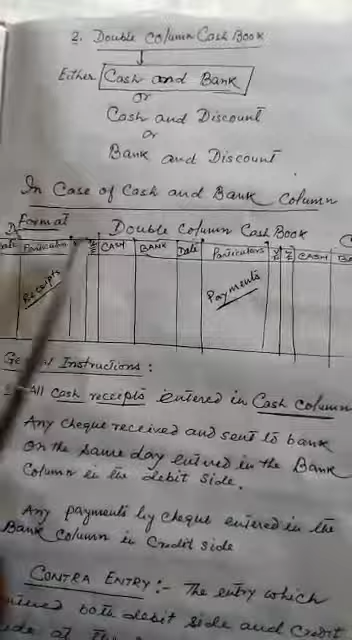 2. Double Column Cash Book
Either Cash and Bank
or
Cash and Discount
or
Bank and Discount
In Case of Cash and Bank Column
Format Double Column Cash Book
Particulars CASH BANK Date Particulars CASH
Receipts Payments
Instructions:
All cash receipts entered in Cash column
Any cheque received and sent to bank
on the same day entered in the Bank
Column in the debit side.
Any payments by cheque entered in the
Bank Column in Credit side
CONTRA ENTRY:- The entry which
both debit side and credit